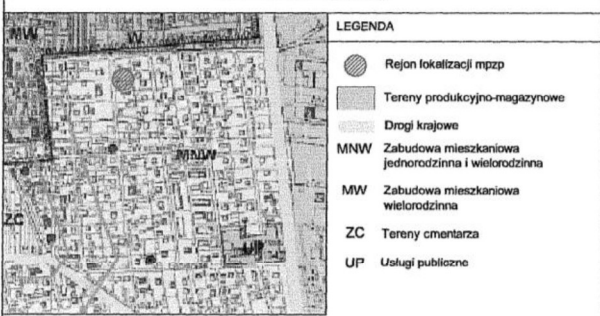 MW
W
MNW
ZC
UP
LEGENDA
Rejon lokalizacji mpzp
Tereny produkcyjno-magazynowe
Drogi krajowe
MNW Zabudowa mieszkaniowa
jednorodzinna i wielorodzinna
MW Zabudowa mieszkaniowa
wielorodzinna
ZC Tereny cmentarza
UP Usługi publiczne